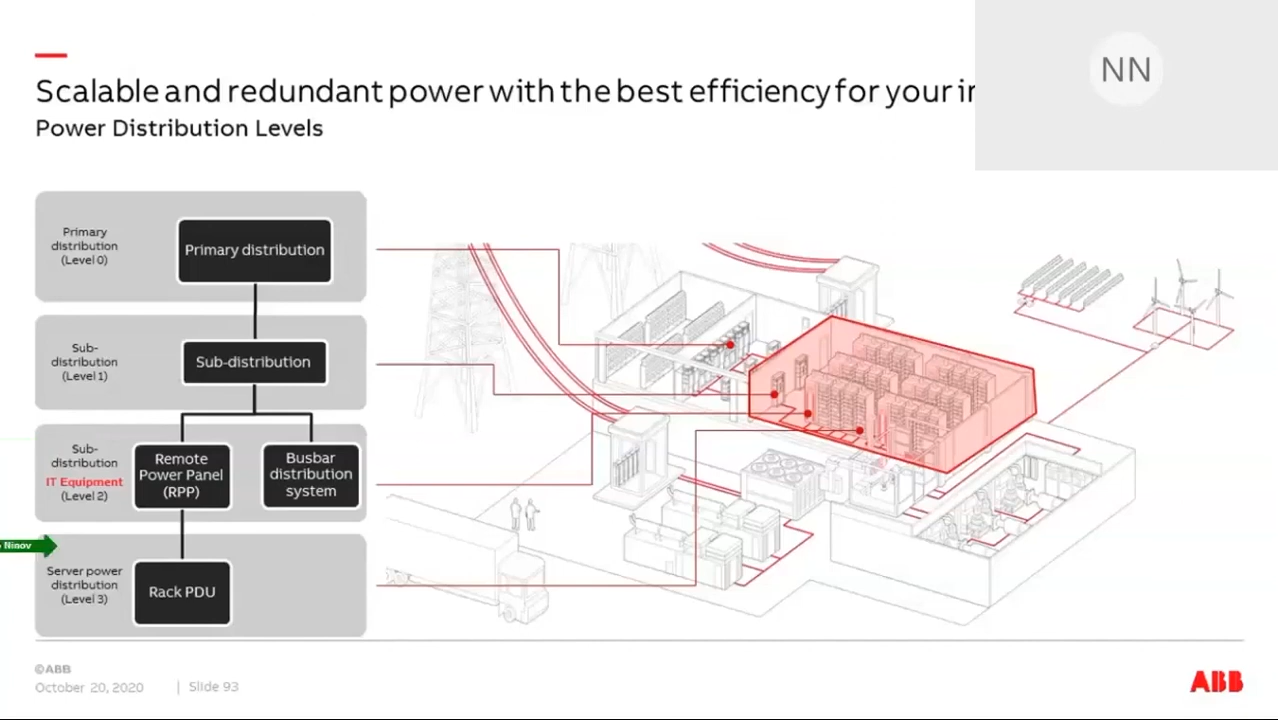 NN
Scalable and redundant power with the best efficiency for your in
Power Distribution Levels
Primary
distribution
(Level 0)
Primary distribution
Sub-
distribution
(Level 1)
Sub-distribution
Sub-
distribution
IT Equipment
(Level 2)
Remote
Power Panel
(RPP)
Busbar
distribution
system
Ninov
Server power
distribution
(Level 3)
Rack PDU
©ABB
October 20, 2020 | Slide 93
ABB